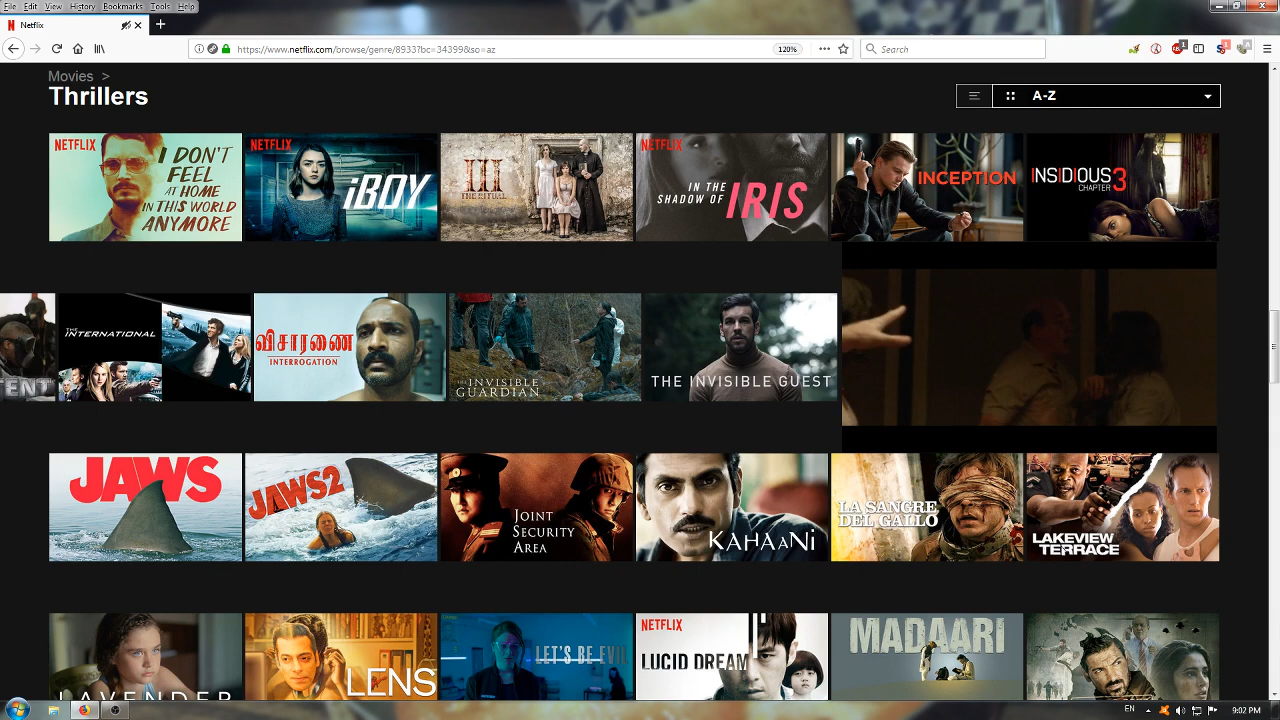 File Edit View History Bookmarks Tools Help
Netflix
https://www.netflix.com/browse/genre/8933?bc=34399&so=az
120%
Search
Movies >
Thrillers
A-Z
NETFLIX
I DON'T
FEEL
AT HOME
IN THIS WORLD
ANYMORE
NETFLIX
iBOY
III
THE RITUAL
NETFLIX
IN THE
SHADOW OF
IRIS
INCEPTION
INSIDIOUS
CHAPTER 3
TENT
THE
INTERNATIONAL
விசாரணை
INTERROGATION
THE INVISIBLE
GUARDIAN
THE INVISIBLE GUEST
JAWS
JAWS2
JOINT
SECURITY
AREA
KAHAANi
LA SANGRE
DEL GALLO
LAKEVIEW
TERRACE
LAVENDER
LENS
LET'S BE EVIL
NETFLIX
LUCID DREAM
MADAARI
EN
9:02 PM